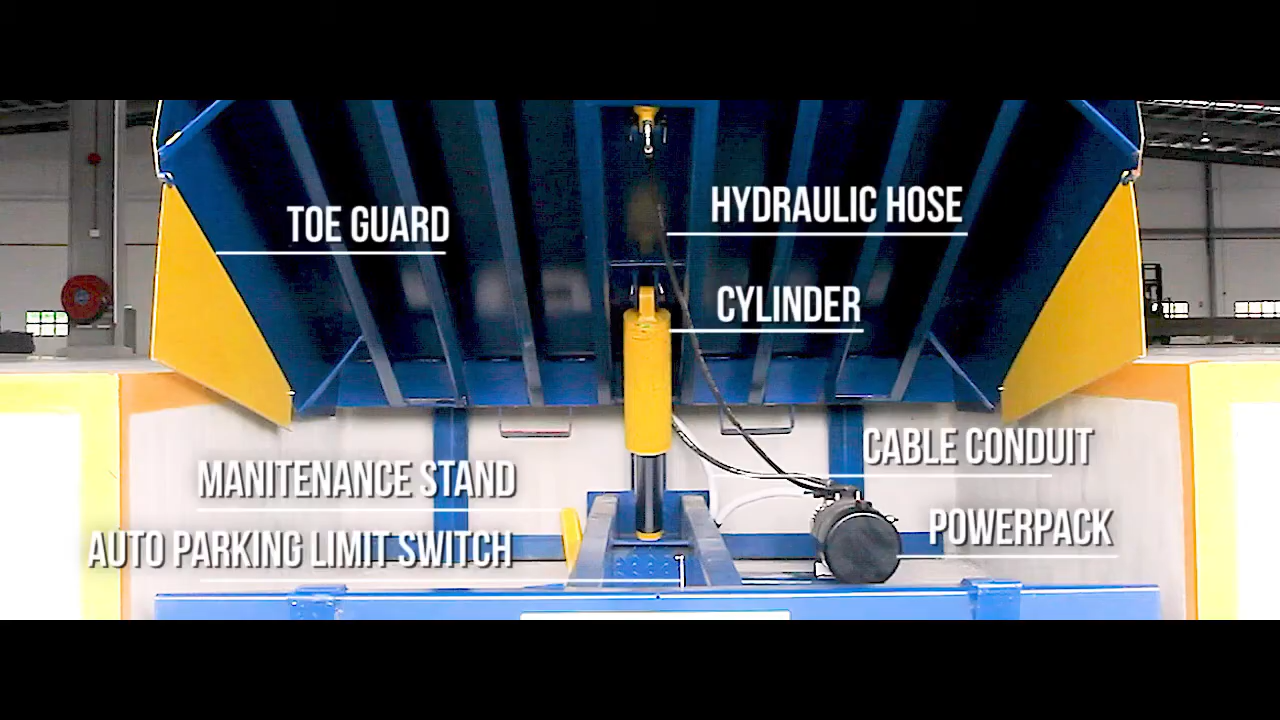 TOE GUARD
HYDRAULIC HOSE
CYLINDER
CABLE CONDUIT
MANITENANCE STAND
POWERPACK
AUTO PARKING LIMIT SWITCH